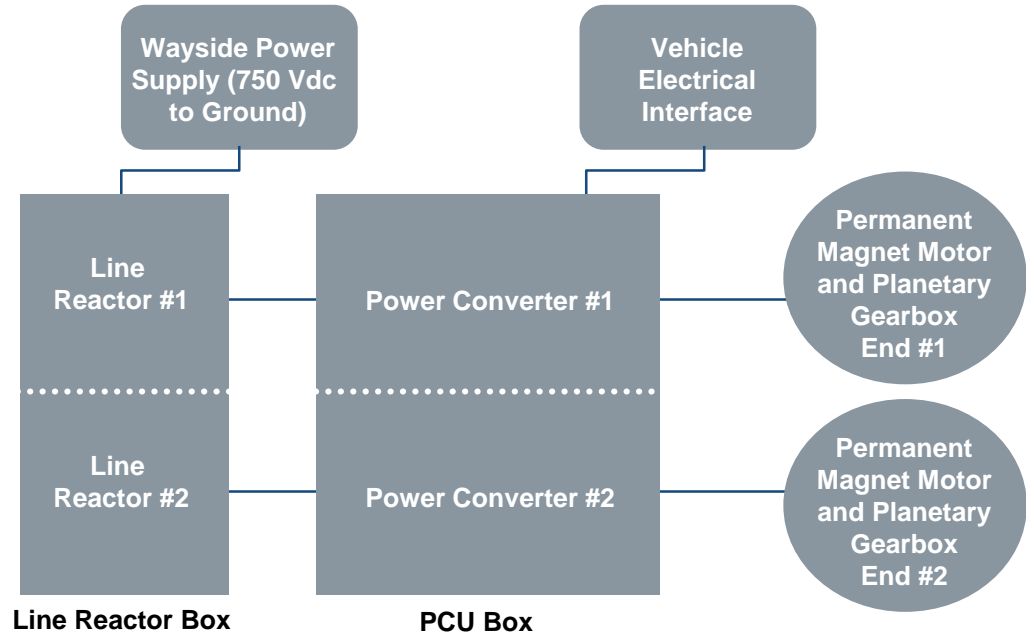 Wayside Power
Supply (750 Vdc
to Ground)
Vehicle
Electrical
Interface
Line
Reactor #1
Power Converter #1
Permanent
Magnet Motor
and Planetary
Gearbox
End #1
Line
Reactor #2
Power Converter #2
Permanent
Magnet Motor
and Planetary
Gearbox
End #2
Line Reactor Box
PCU Box